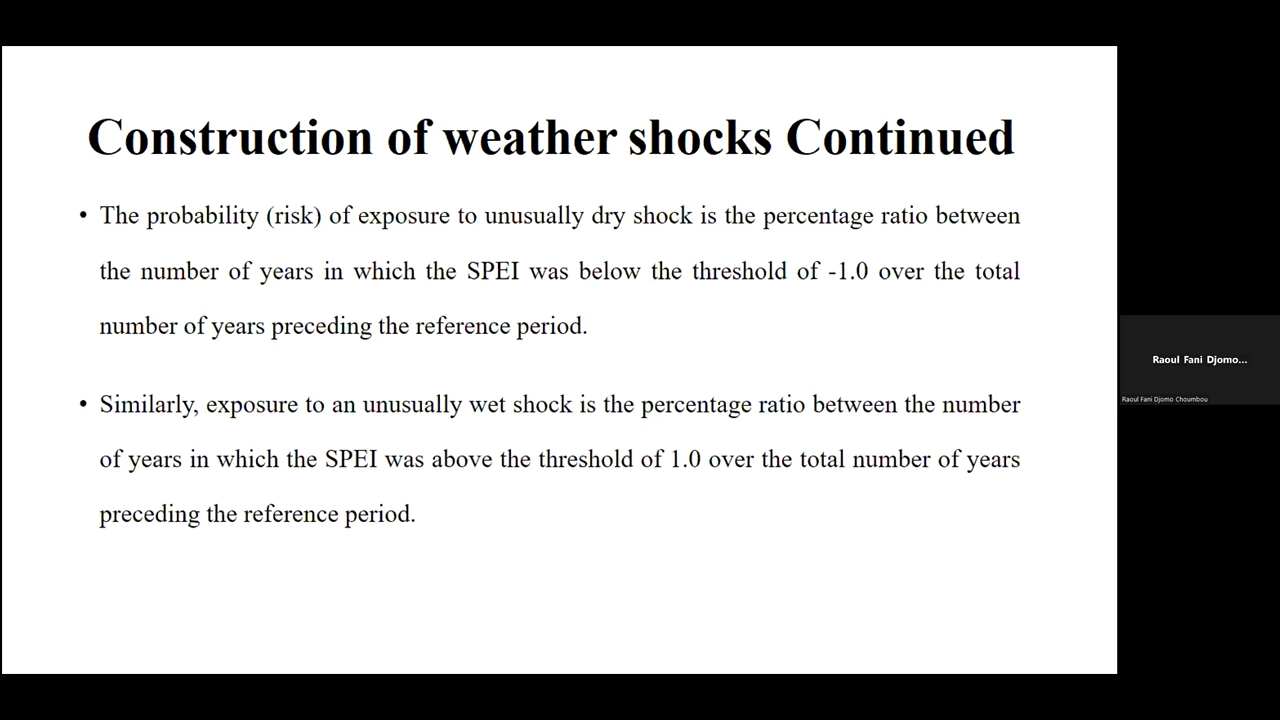 Construction of weather shocks Continued
• The probability (risk) of exposure to unusually dry shock is the percentage ratio between
the number of years in which the SPEI was below the threshold of -1.0 over the total
number of years preceding the reference period.
• Similarly, exposure to an unusually wet shock is the percentage ratio between the number
of years in which the SPEI was above the threshold of 1.0 over the total number of years
preceding the reference period.
Raoul Fani Djomo...
Raoul Fani Djomo Choumbou